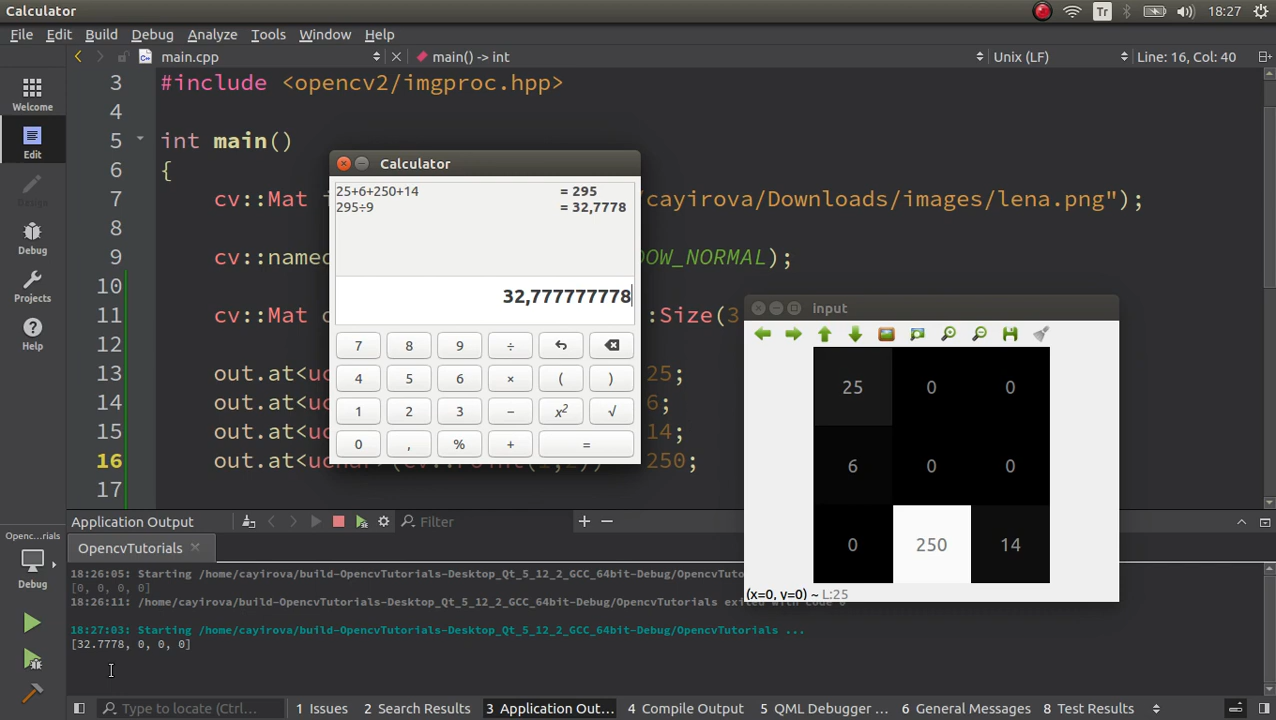 Calculator
Tr
18:27
File Edit Build Debug Analyze Tools Window Help
main.cpp
main() -> int
Unix (LF)
Line: 16, Col: 40
Welcome
Edit
Design
Debug
Projects
Help
Openc...rials
Debug
3 #include <opencv2/imgproc.hpp>
4
5 int main()
6 {
7 cv::Mat i /cayirova/Downloads/images/lena.png");
8
9 cv::named DOW_NORMAL);
10
11 cv::Mat o :Size(3
12
13 out.at<uc 25;
14 out.at<uc 6;
15 out.at<uc 14;
16 out.at<uchar>(cv::Point(1,2)) = 250;
17
Calculator
25+6+250+14 = 295
295÷9 = 32,7778
32,777777778
7 8 9 ÷
4 5 6 × ( )
1 2 3 − x² √
0 , % + =
input
25 0 0
6 0 0
0 250 14
(x=0, y=0) ~ L:25
Application Output
Filter
OpencvTutorials
18:26:05: Starting /home/cayirova/build-OpencvTutorials-Desktop_Qt_5_12_2_GCC_64bit-Debug/OpencvTu
[0, 0, 0, 0]
18:26:11: /home/cayirova/build-OpencvTutorials-Desktop_Qt_5_12_2_GCC_64bit-Debug/OpencvTutorials exited with code 0
18:27:03: Starting /home/cayirova/build-OpencvTutorials-Desktop_Qt_5_12_2_GCC_64bit-Debug/OpencvTutorials ...
[32.7778, 0, 0, 0]
Type to locate (Ctrl...
1 Issues
2 Search Results
3 Application Out...
4 Compile Output
5 QML Debugger ...
6 General Messages
8 Test Results